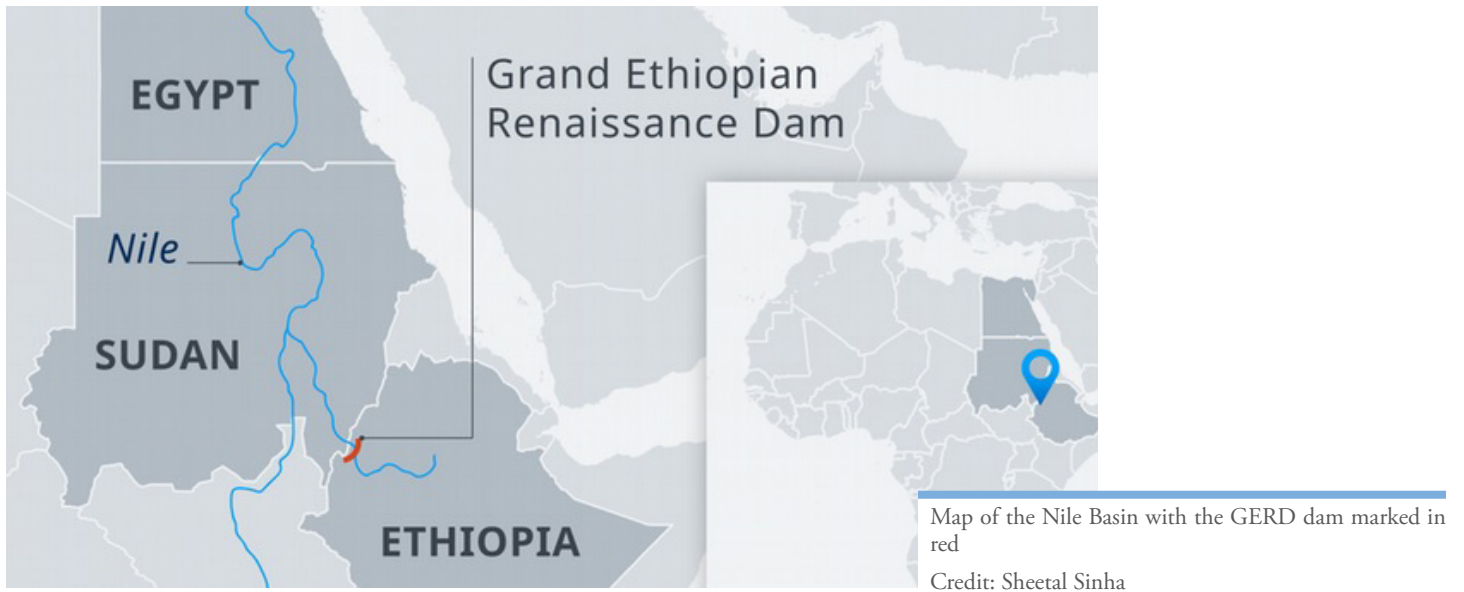 EGYPT
Grand Ethiopian
Renaissance Dam
Nile
SUDAN
ETHIOPIA
Map of the Nile Basin with the GERD dam marked in
red
Credit: Sheetal Sinha